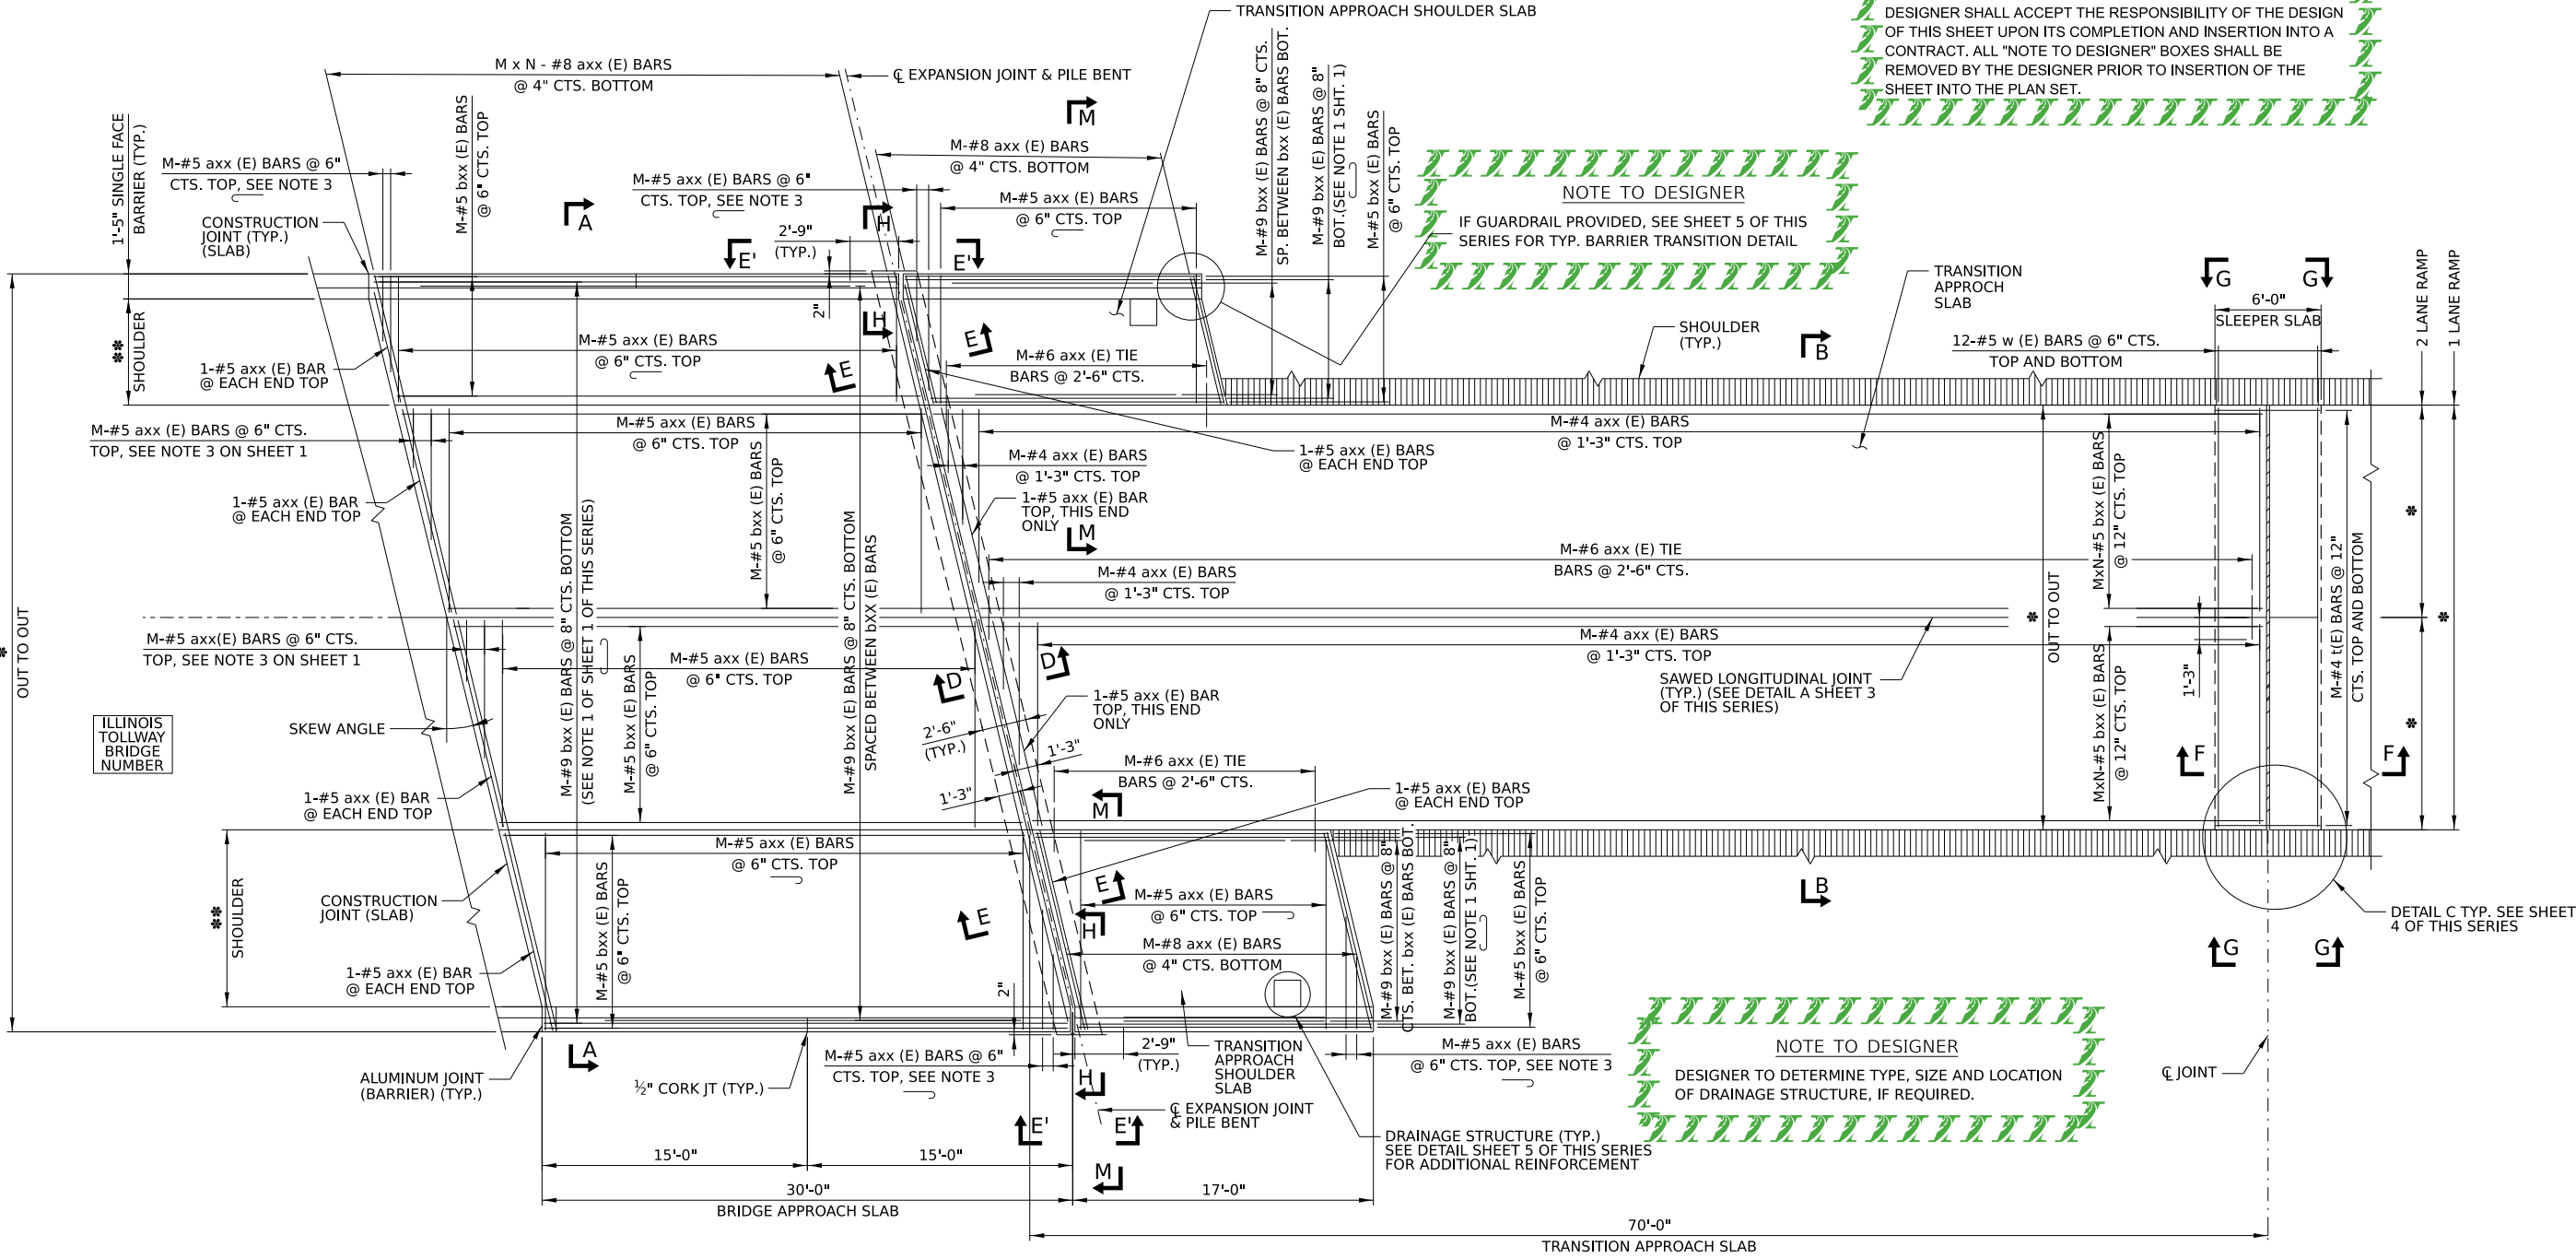 TRANSITION APPROACH SHOULDER SLAB
DESIGNER SHALL ACCEPT THE RESPONSIBILITY OF THE DESIGN
OF THIS SHEET UPON ITS COMPLETION AND INSERTION INTO A
CONTRACT. ALL "NOTE TO DESIGNER" BOXES SHALL BE
REMOVED BY THE DESIGNER PRIOR TO INSERTION OF THE
SHEET INTO THE PLAN SET.
M x N - #8 axx (E) BARS
@ 4" CTS. BOTTOM
℄ EXPANSION JOINT & PILE BENT
M
M-#8 axx (E) BARS
@ 4" CTS. BOTTOM
M-#9 bxx (E) BARS @ 8" CTS.
SP. BETWEEN bxx (E) BARS BOT.
M-#9 bxx (E) BARS @ 8"
BOT.(SEE NOTE 1 SHT. 1)
M-#5 bxx (E) BARS
@ 6" CTS. TOP
NOTE TO DESIGNER
IF GUARDRAIL PROVIDED, SEE SHEET 5 OF THIS
SERIES FOR TYP. BARRIER TRANSITION DETAIL
1'-5" SINGLE FACE
BARRIER (TYP.)
M-#5 axx (E) BARS @ 6"
CTS. TOP, SEE NOTE 3
CONSTRUCTION
JOINT (TYP.)
(SLAB)
M-#5 bxx (E) BARS
@ 6" CTS. TOP
A
M-#5 axx (E) BARS @ 6"
CTS. TOP, SEE NOTE 3
2'-9"
(TYP.)
H
M-#5 axx (E) BARS
@ 6" CTS. TOP
E'
E'
2"
H
TRANSITION
APPROCH
SLAB
G
G
6'-0"
SLEEPER SLAB
2 LANE RAMP
1 LANE RAMP
SHOULDER
(TYP.)
B
12-#5 w (E) BARS @ 6" CTS.
TOP AND BOTTOM
**
SHOULDER
1-#5 axx (E) BAR
@ EACH END TOP
M-#5 axx (E) BARS
@ 6" CTS. TOP
E
E
M-#6 axx (E) TIE
BARS @ 2'-6" CTS.
M-#5 axx (E) BARS @ 6" CTS.
TOP, SEE NOTE 3 ON SHEET 1
M-#5 axx (E) BARS
@ 6" CTS. TOP
M-#5 bxx (E) BARS
@ 6" CTS. TOP
M-#4 axx (E) BARS
@ 1'-3" CTS. TOP
1-#5 axx (E) BARS
@ EACH END TOP
M-#4 axx (E) BARS
@ 1'-3" CTS. TOP
1-#5 axx (E) BAR
@ EACH END TOP
1-#5 axx (E) BAR
TOP, THIS END
ONLY
M
M-#6 axx (E) TIE
BARS @ 2'-6" CTS.
MxN-#5 bxx (E) BARS
@ 12" CTS. TOP
M-#4 t(E) BARS @ 12"
CTS. TOP AND BOTTOM
*
*
M-#9 bxx (E) BARS @ 8" CTS. BOTTOM
(SEE NOTE 1 OF SHEET 1 OF THIS SERIES)
M-#9 bxx (E) BARS @ 8" CTS. BOTTOM
SPACED BETWEEN bXX (E) BARS
M-#4 axx (E) BARS
@ 1'-3" CTS. TOP
*
OUT TO OUT
*
OUT TO OUT
M-#5 axx(E) BARS @ 6" CTS.
TOP, SEE NOTE 3 ON SHEET 1
M-#5 bxx (E) BARS
@ 6" CTS. TOP
M-#5 axx (E) BARS
@ 6" CTS. TOP
D
D
M-#4 axx (E) BARS
@ 1'-3" CTS. TOP
SAWED LONGITUDINAL JOINT
(TYP.) (SEE DETAIL A SHEET 3
OF THIS SERIES)
MxN-#5 bxx (E) BARS
@ 12" CTS. TOP
1'-3"
*
ILLINOIS
TOLLWAY
BRIDGE
NUMBER
SKEW ANGLE
1-#5 axx (E) BAR
TOP, THIS END
ONLY
2'-6"
(TYP.)
1'-3"
1'-3"
M-#6 axx (E) TIE
BARS @ 2'-6" CTS.
F
F
1-#5 axx (E) BAR
@ EACH END TOP
M
1-#5 axx (E) BARS
@ EACH END TOP
**
SHOULDER
M-#5 axx (E) BARS
@ 6" CTS. TOP
M-#5 bxx (E) BARS
@ 6" CTS. TOP
CONSTRUCTION
JOINT (SLAB)
E
E
M-#5 axx (E) BARS
@ 6" CTS. TOP
H
M-#8 axx (E) BARS
@ 4" CTS. BOTTOM
M-#9 bxx (E) BARS @ 8"
CTS. BET. bxx (E) BARS BOT.
M-#9 bxx (E) BARS @ 8"
BOT.(SEE NOTE 1 SHT. 1)
M-#5 bxx (E) BARS
@ 6" CTS. TOP
B
DETAIL C TYP. SEE SHEET
4 OF THIS SERIES
G
G
1-#5 axx (E) BAR
@ EACH END TOP
2"
A
ALUMINUM JOINT
(BARRIER) (TYP.)
½" CORK JT (TYP.)
M-#5 axx (E) BARS @ 6"
CTS. TOP, SEE NOTE 3
2'-9"
(TYP.)
H
TRANSITION
APPROACH
SHOULDER
SLAB
M-#5 axx (E) BARS
@ 6" CTS. TOP, SEE NOTE 3
NOTE TO DESIGNER
DESIGNER TO DETERMINE TYPE, SIZE AND LOCATION
OF DRAINAGE STRUCTURE, IF REQUIRED.
℄ JOINT
℄ EXPANSION JOINT
& PILE BENT
E'
E'
DRAINAGE STRUCTURE (TYP.)
SEE DETAIL SHEET 5 OF THIS SERIES
FOR ADDITIONAL REINFORCEMENT
15'-0"
15'-0"
M
30'-0"
BRIDGE APPROACH SLAB
17'-0"
70'-0"
TRANSITION APPROACH SLAB